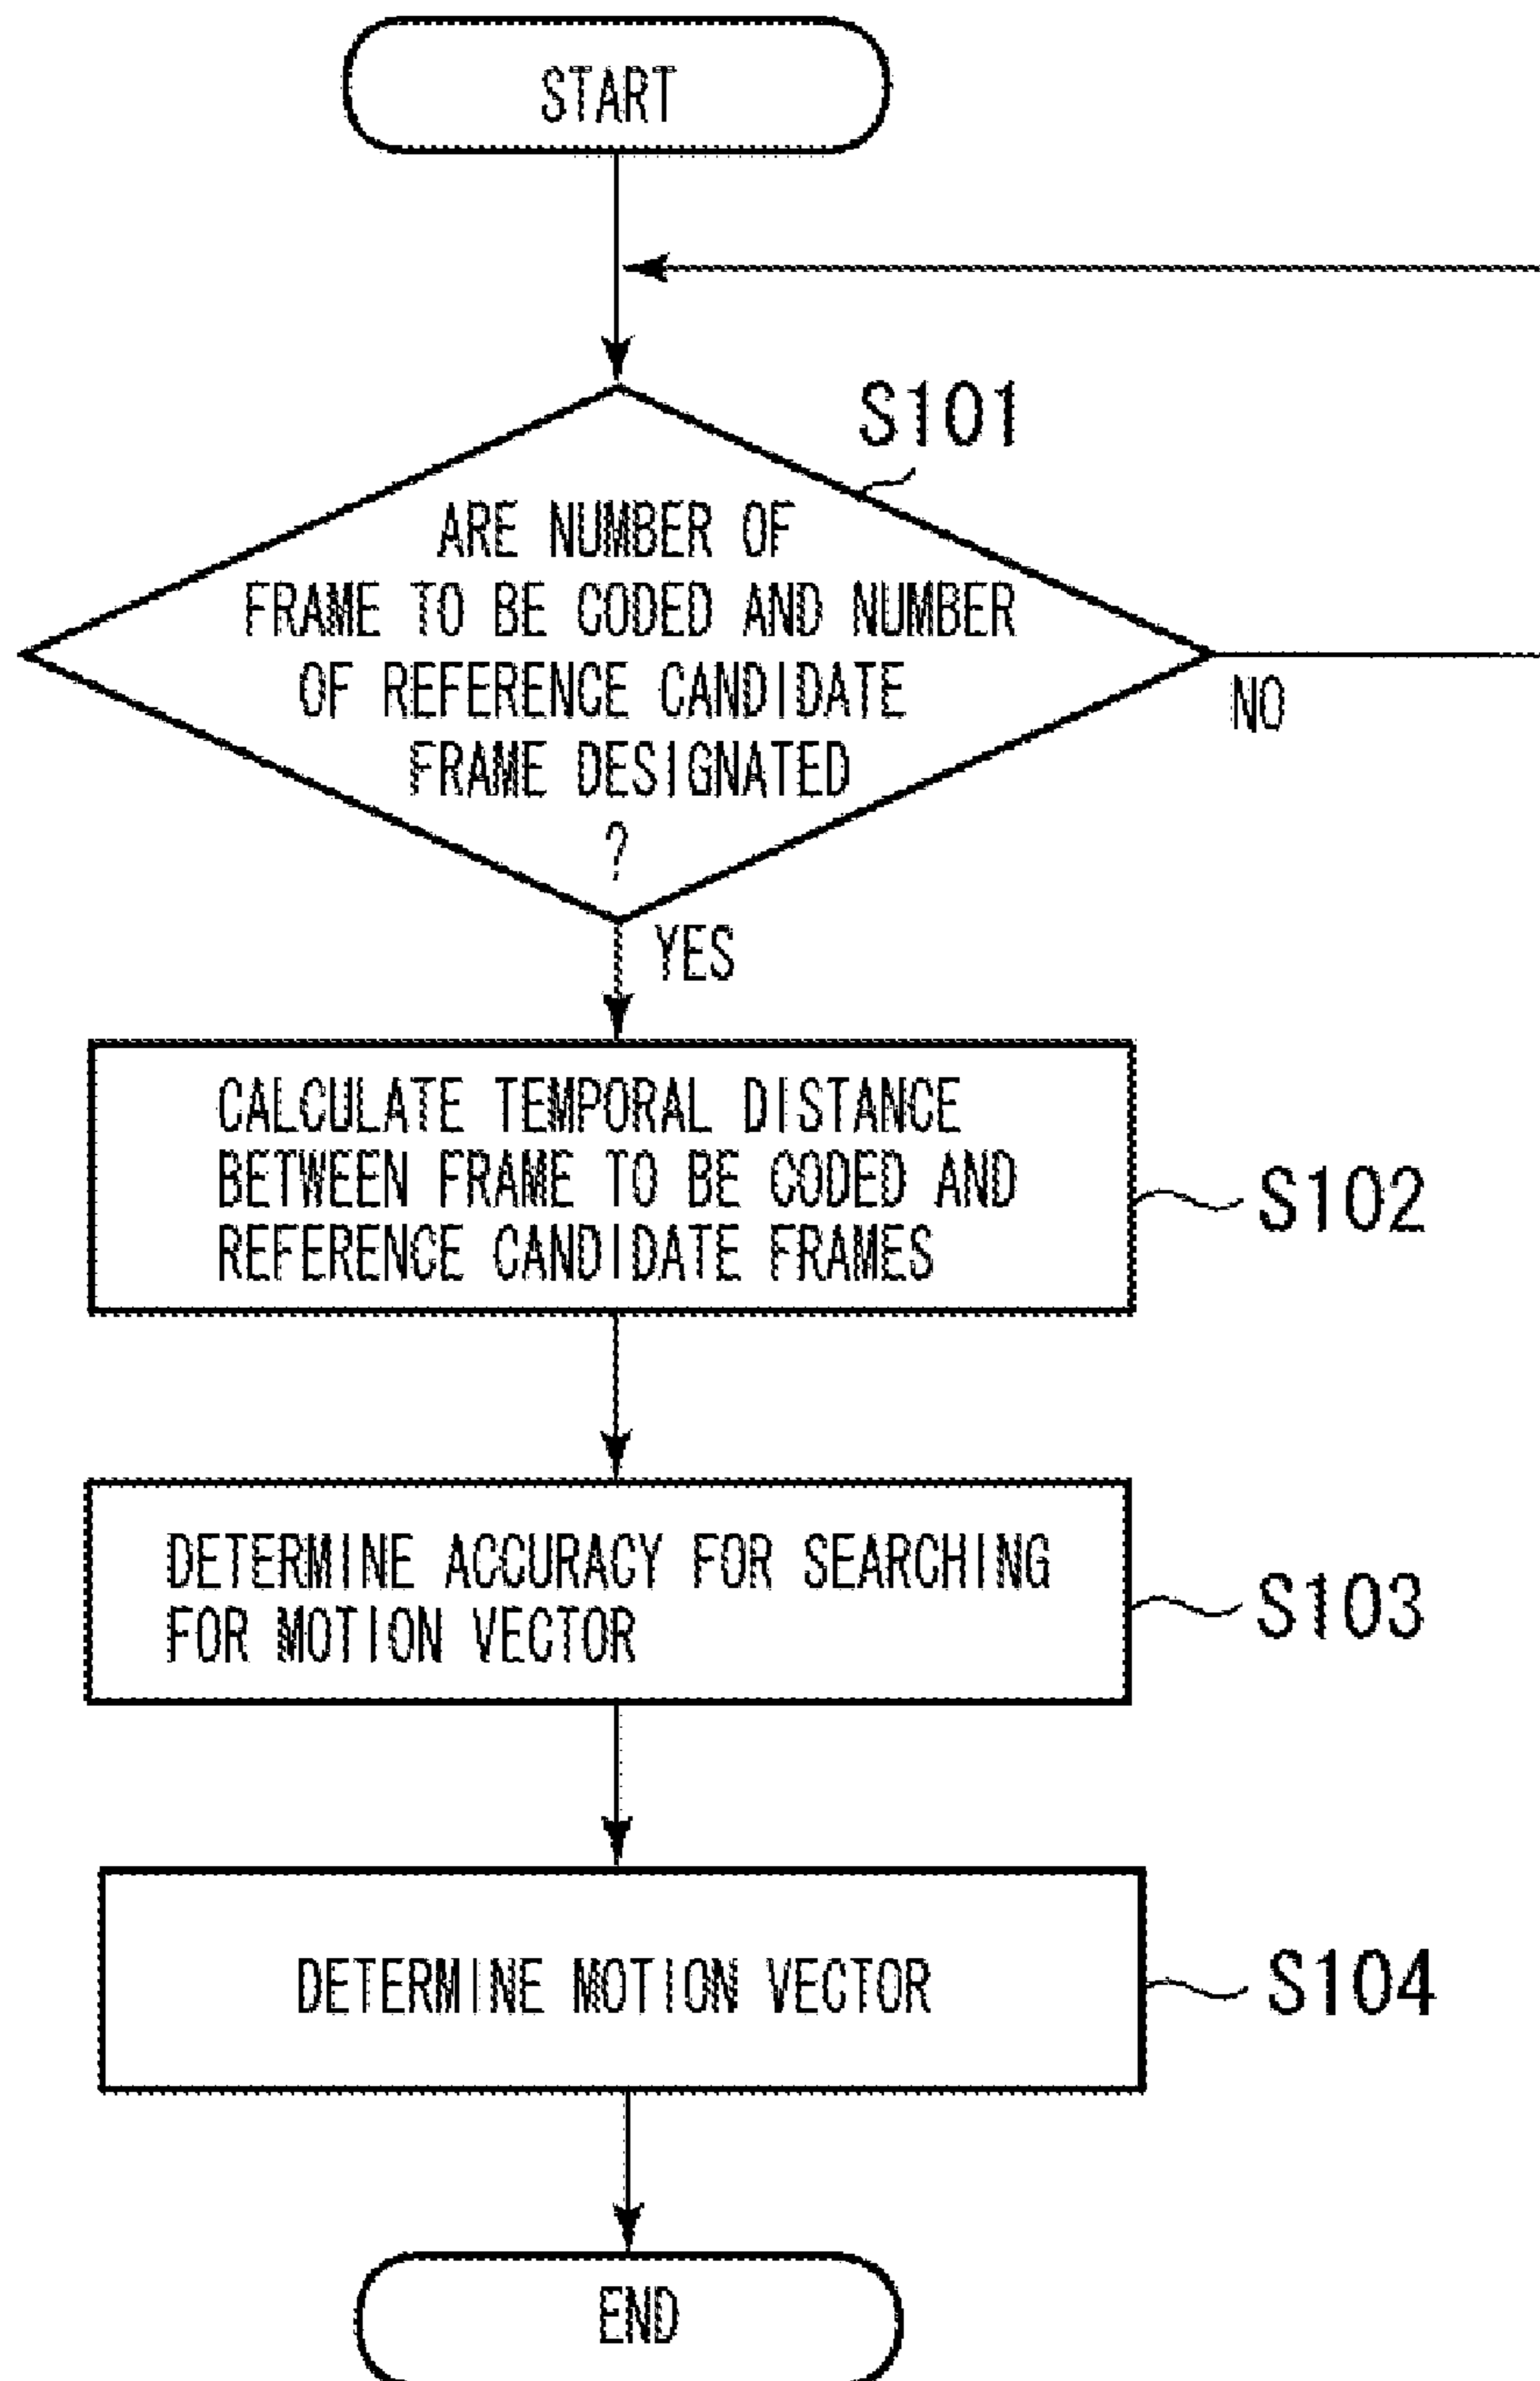 START
S101
ARE NUMBER OF
FRAME TO BE CODED AND NUMBER
OF REFERENCE CANDIDATE
FRAME DESIGNATED
?
NO
YES
CALCULATE TEMPORAL DISTANCE
BETWEEN FRAME TO BE CODED AND
REFERENCE CANDIDATE FRAMES
S102
DETERMINE ACCURACY FOR SEARCHING
FOR MOTION VECTOR
S103
DETERMINE MOTION VECTOR
S104
END